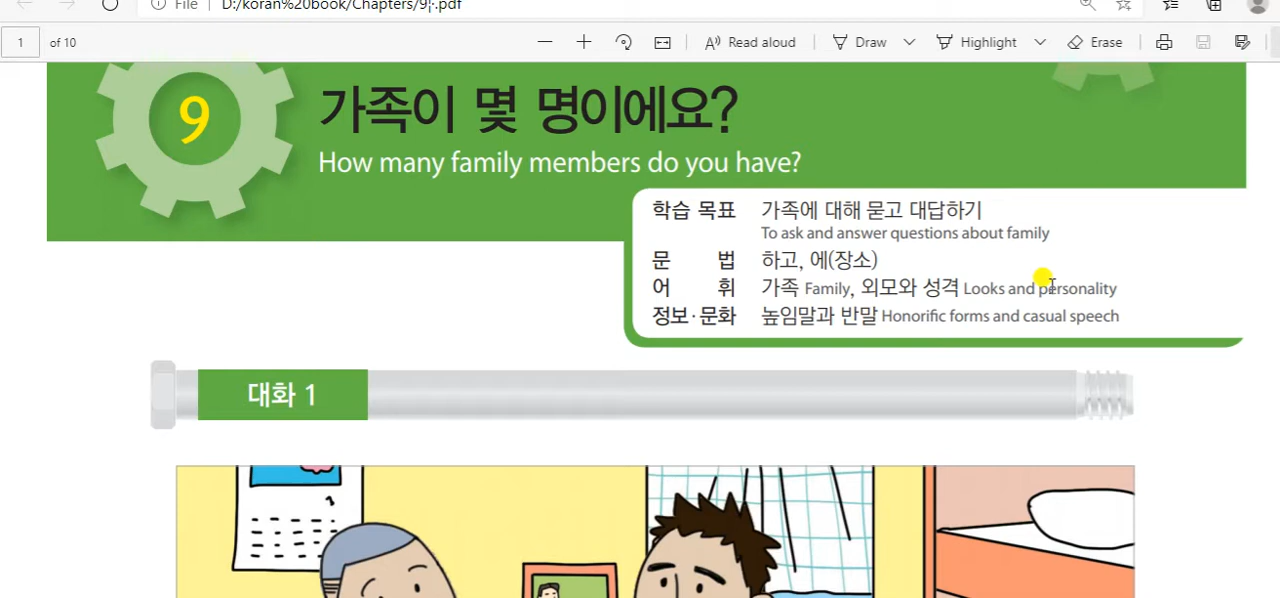 File D:/koran%20book/Chapters/9.pdf
1 of 10 Read aloud Draw Highlight Erase
9
가족이 몇 명이에요?
How many family members do you have?
학습 목표 가족에 대해 묻고 대답하기
To ask and answer questions about family
문 법 하고, 에(장소)
어 휘 가족 Family, 외모와 성격 Looks and personality
정보·문화 높임말과 반말 Honorific forms and casual speech
대화 1